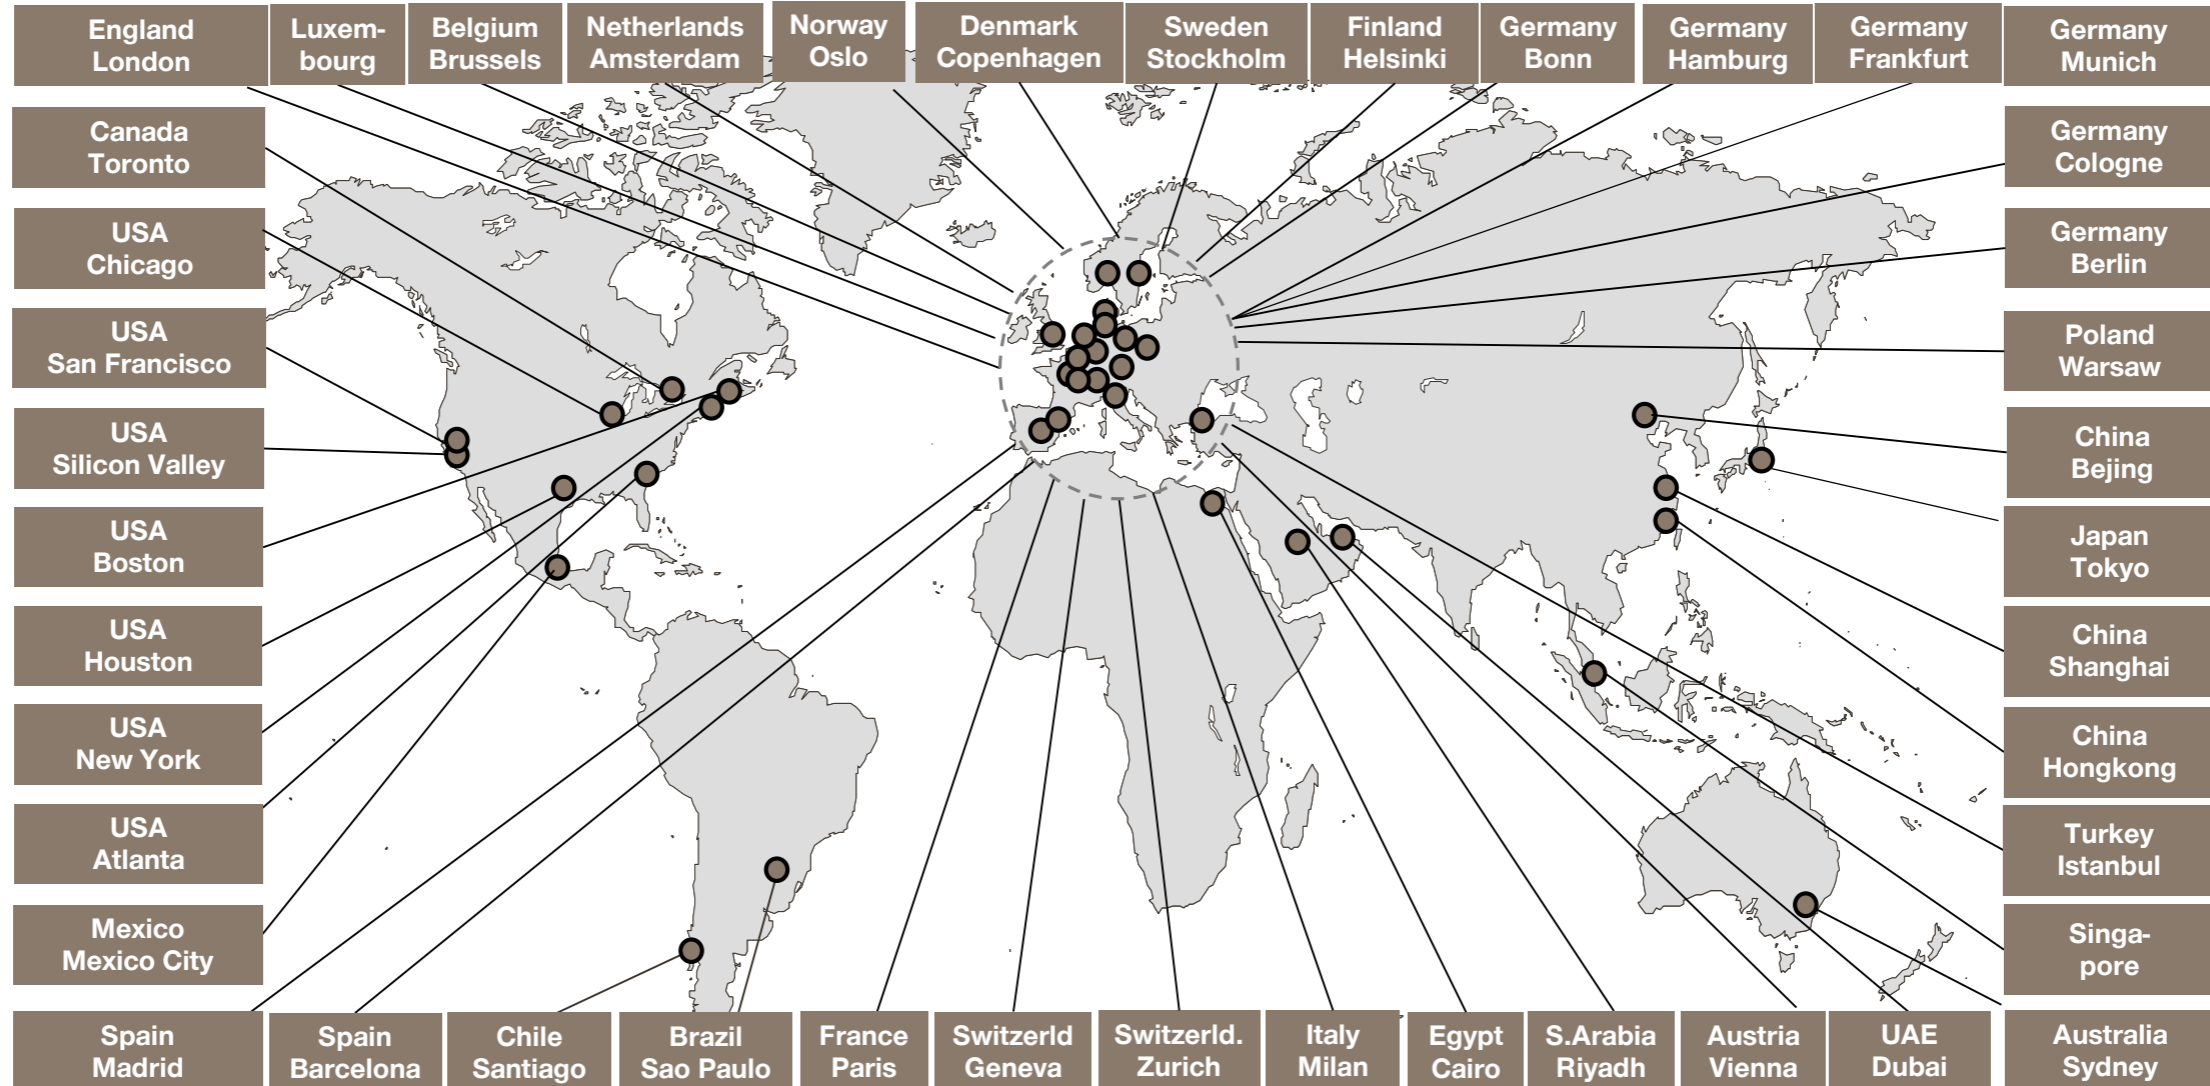 England
London
Luxem-
bourg
Belgium
Brussels
Netherlands
Amsterdam
Norway
Oslo
Denmark
Copenhagen
Sweden
Stockholm
Finland
Helsinki
Germany
Bonn
Germany
Hamburg
Germany
Frankfurt
Germany
Munich
Canada
Toronto
USA
Chicago
USA
San Francisco
USA
Silicon Valley
USA
Boston
USA
Houston
USA
New York
USA
Atlanta
Mexico
Mexico City
Germany
Cologne
Germany
Berlin
Poland
Warsaw
China
Bejing
Japan
Tokyo
China
Shanghai
China
Hongkong
Turkey
Istanbul
Singa-
pore
Spain
Madrid
Spain
Barcelona
Chile
Santiago
Brazil
Sao Paulo
France
Paris
Switzerld
Geneva
Switzerld.
Zurich
Italy
Milan
Egypt
Cairo
S.Arabia
Riyadh
Austria
Vienna
UAE
Dubai
Australia
Sydney